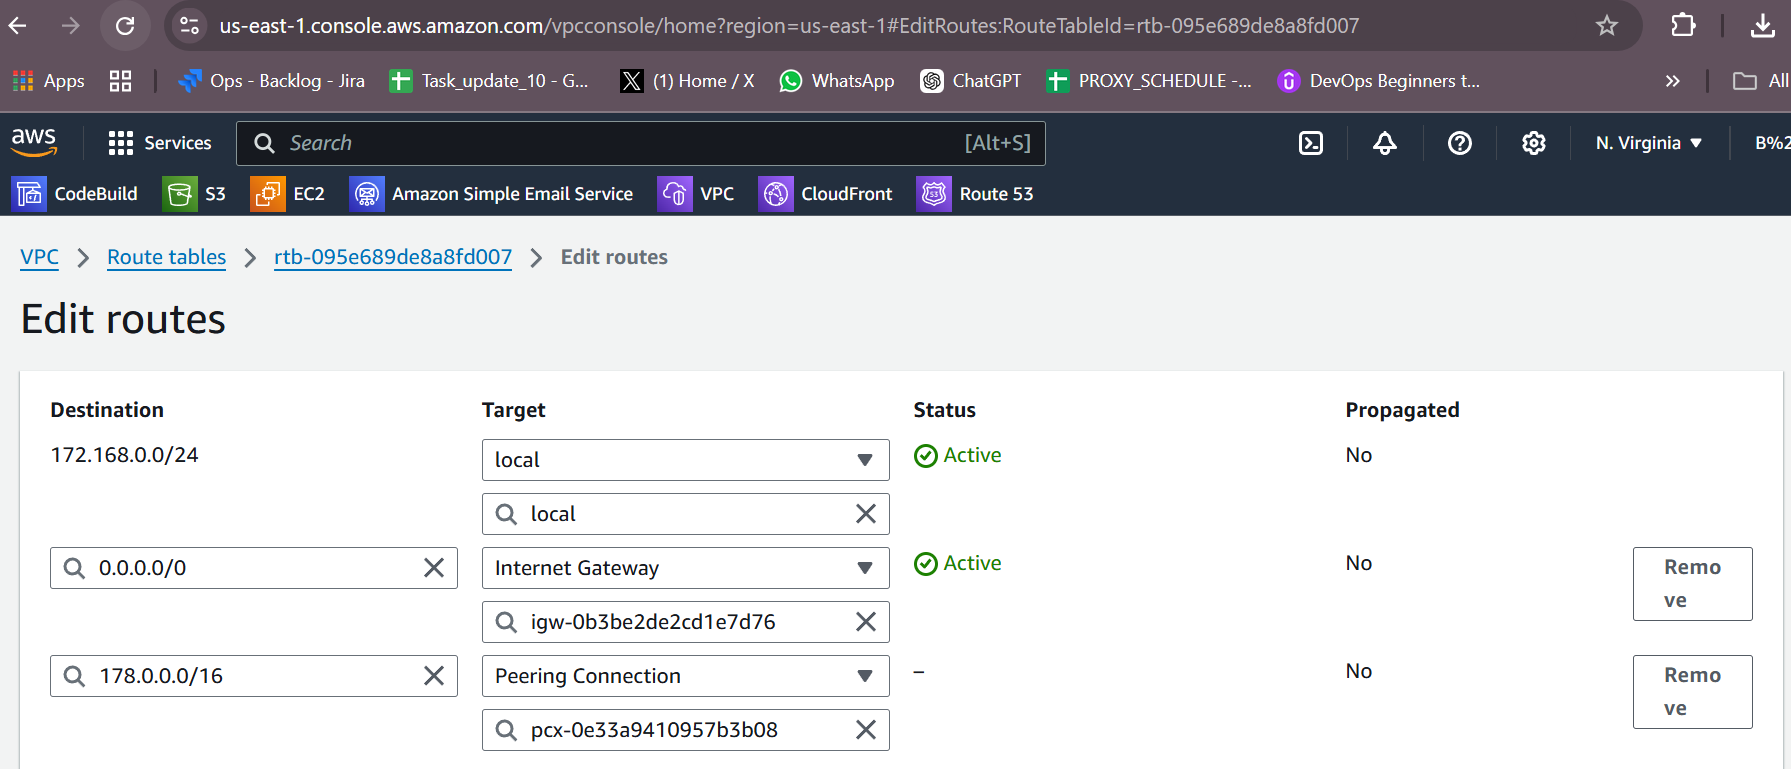 us-east-1.console.aws.amazon.com/vpcconsole/home?region=us-east-1#EditRoutes:RouteTableId=rtb-095e689de8a8fd007
Apps Ops - Backlog - Jira Task_update_10 - G... (1) Home / X WhatsApp ChatGPT PROXY_SCHEDULE -... DevOps Beginners t... » All
aws Services Search [Alt+S] N. Virginia B%2
CodeBuild S3 EC2 Amazon Simple Email Service VPC CloudFront Route 53
VPC > Route tables > rtb-095e689de8a8fd007 > Edit routes
Edit routes
Destination Target Status Propagated
172.168.0.0/24 local Active No
local
0.0.0.0/0 Internet Gateway Active No Remo
ve
igw-0b3be2de2cd1e7d76
178.0.0.0/16 Peering Connection – No Remo
ve
pcx-0e33a9410957b3b08